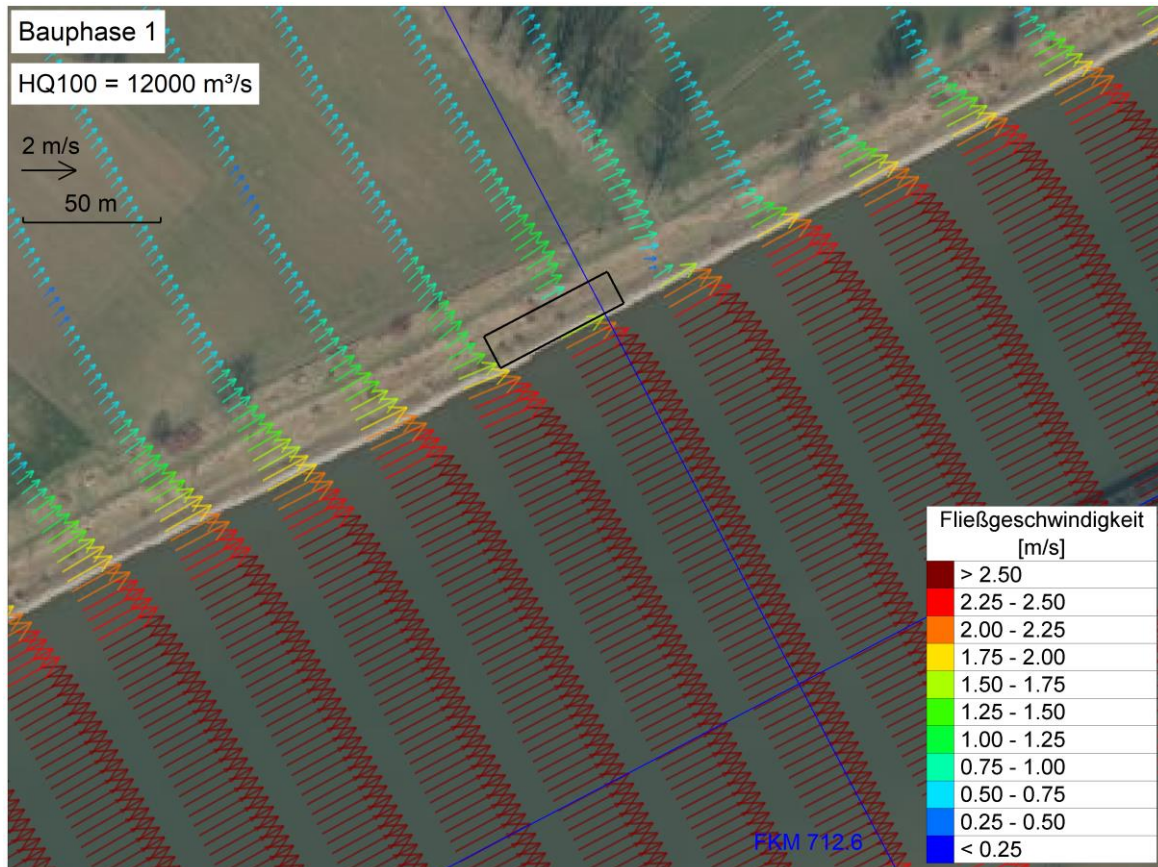 Bauphase 1
HQ100 = 12000 m³/s
2 m/s
50 m
Fließgeschwindigkeit
[m/s]
> 2.50
2.25 - 2.50
2.00 - 2.25
1.75 - 2.00
1.50 - 1.75
1.25 - 1.50
1.00 - 1.25
0.75 - 1.00
0.50 - 0.75
0.25 - 0.50
< 0.25
FKM 712.6